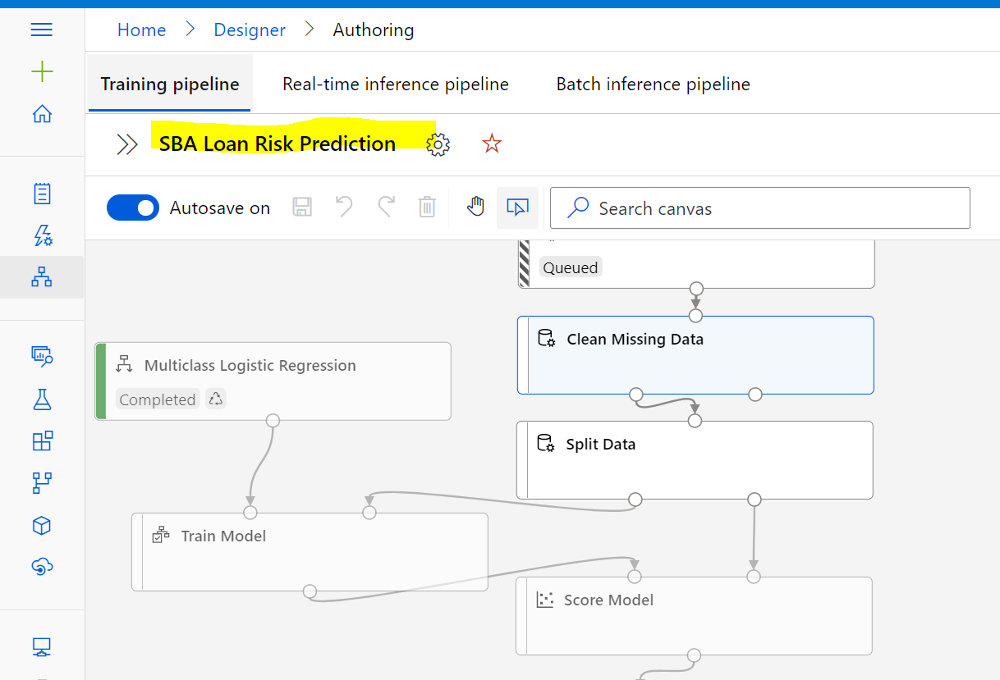 Home > Designer > Authoring
Training pipeline Real-time inference pipeline Batch inference pipeline
SBA Loan Risk Prediction
Autosave on Search canvas
Queued
Clean Missing Data
Multiclass Logistic Regression
Completed
Split Data
Train Model
Score Model